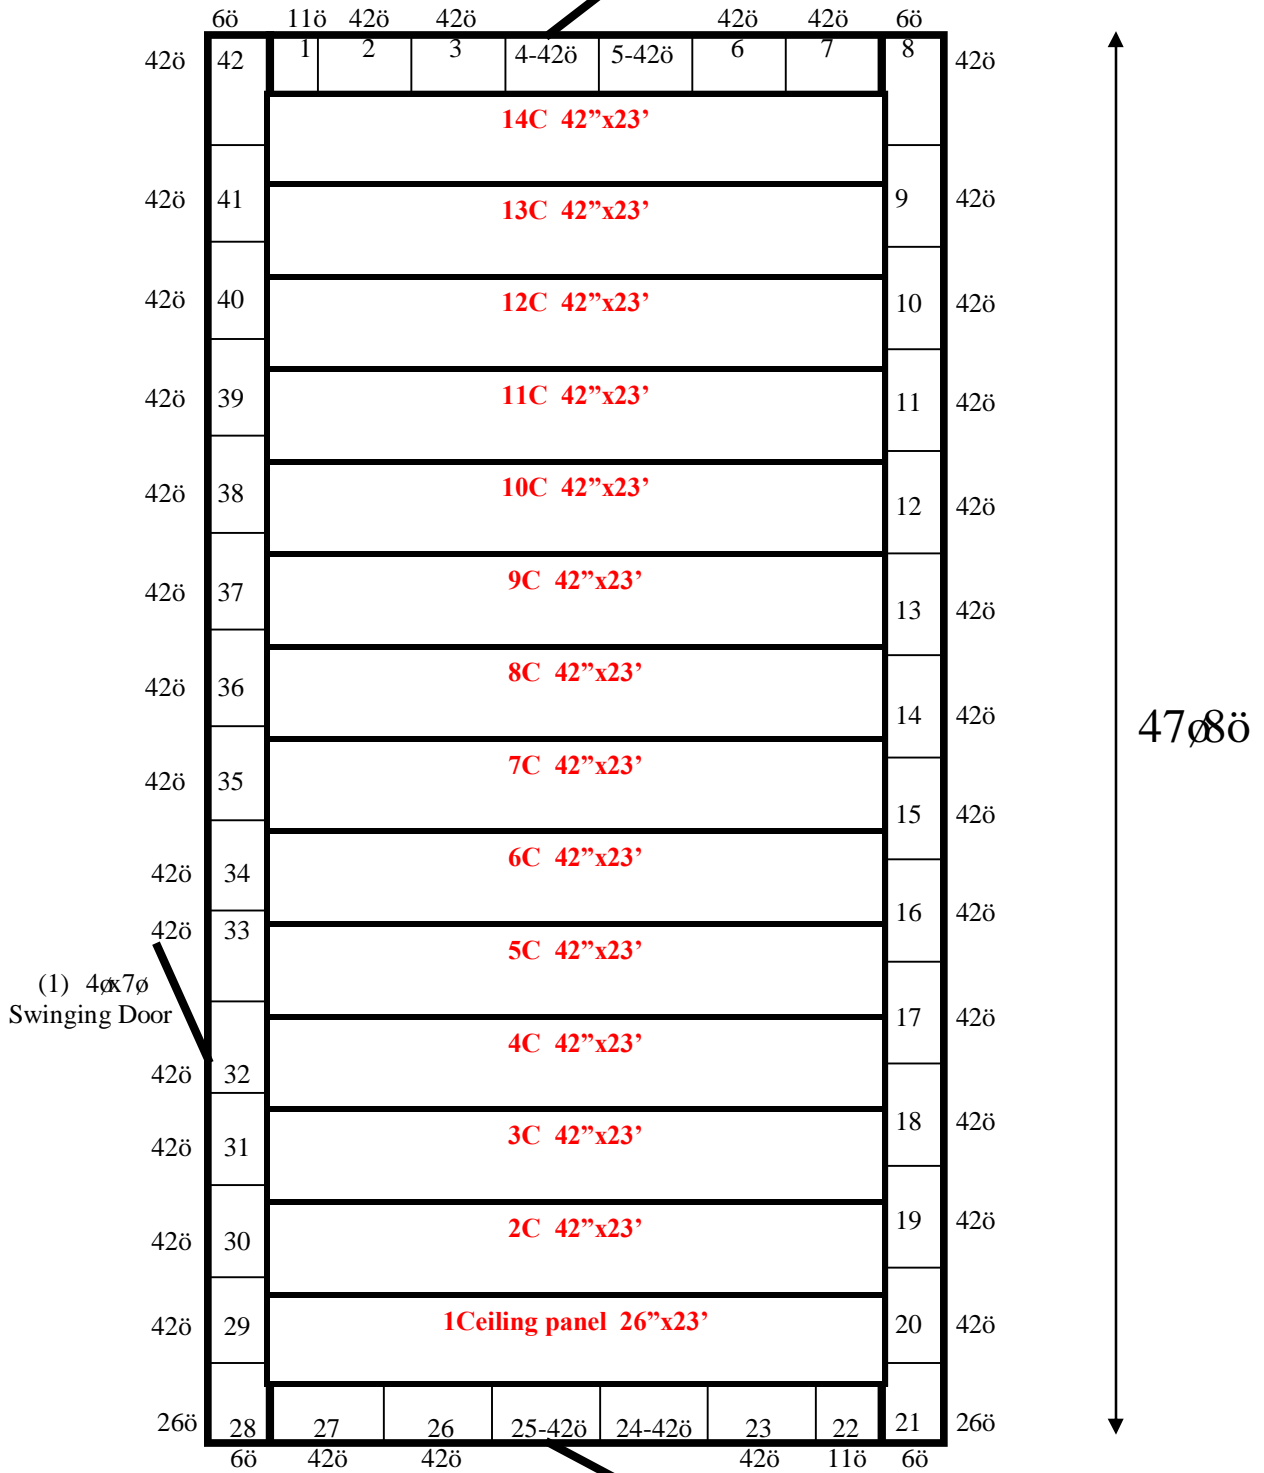 6ö 11ö 42ö 42ö 42ö 42ö 6ö
42ö 42 1 2 3 4-42ö 5-42ö 6 7 8 42ö
14C 42”x23’
42ö 41 13C 42”x23’ 9 42ö
42ö 40 12C 42”x23’ 10 42ö
42ö 39 11C 42”x23’ 11 42ö
42ö 38 10C 42”x23’ 12 42ö
42ö 37 9C 42”x23’ 13 42ö
42ö 36 8C 42”x23’ 14 42ö
47ø8ö
42ö 35 7C 42”x23’ 15 42ö
42ö 34 6C 42”x23’
42ö 33 16 42ö
5C 42”x23’
(1) 4øx7ø
Swinging Door
17 42ö
4C 42”x23’
42ö 32
42ö 31 3C 42”x23’ 18 42ö
42ö 30 2C 42”x23’ 19 42ö
42ö 29 1Ceiling panel 26”x23’ 20 42ö
26ö 28 27 26 25-42ö 24-42ö 23 22 21 26ö
6ö 42ö 42ö 42ö 11ö 6ö